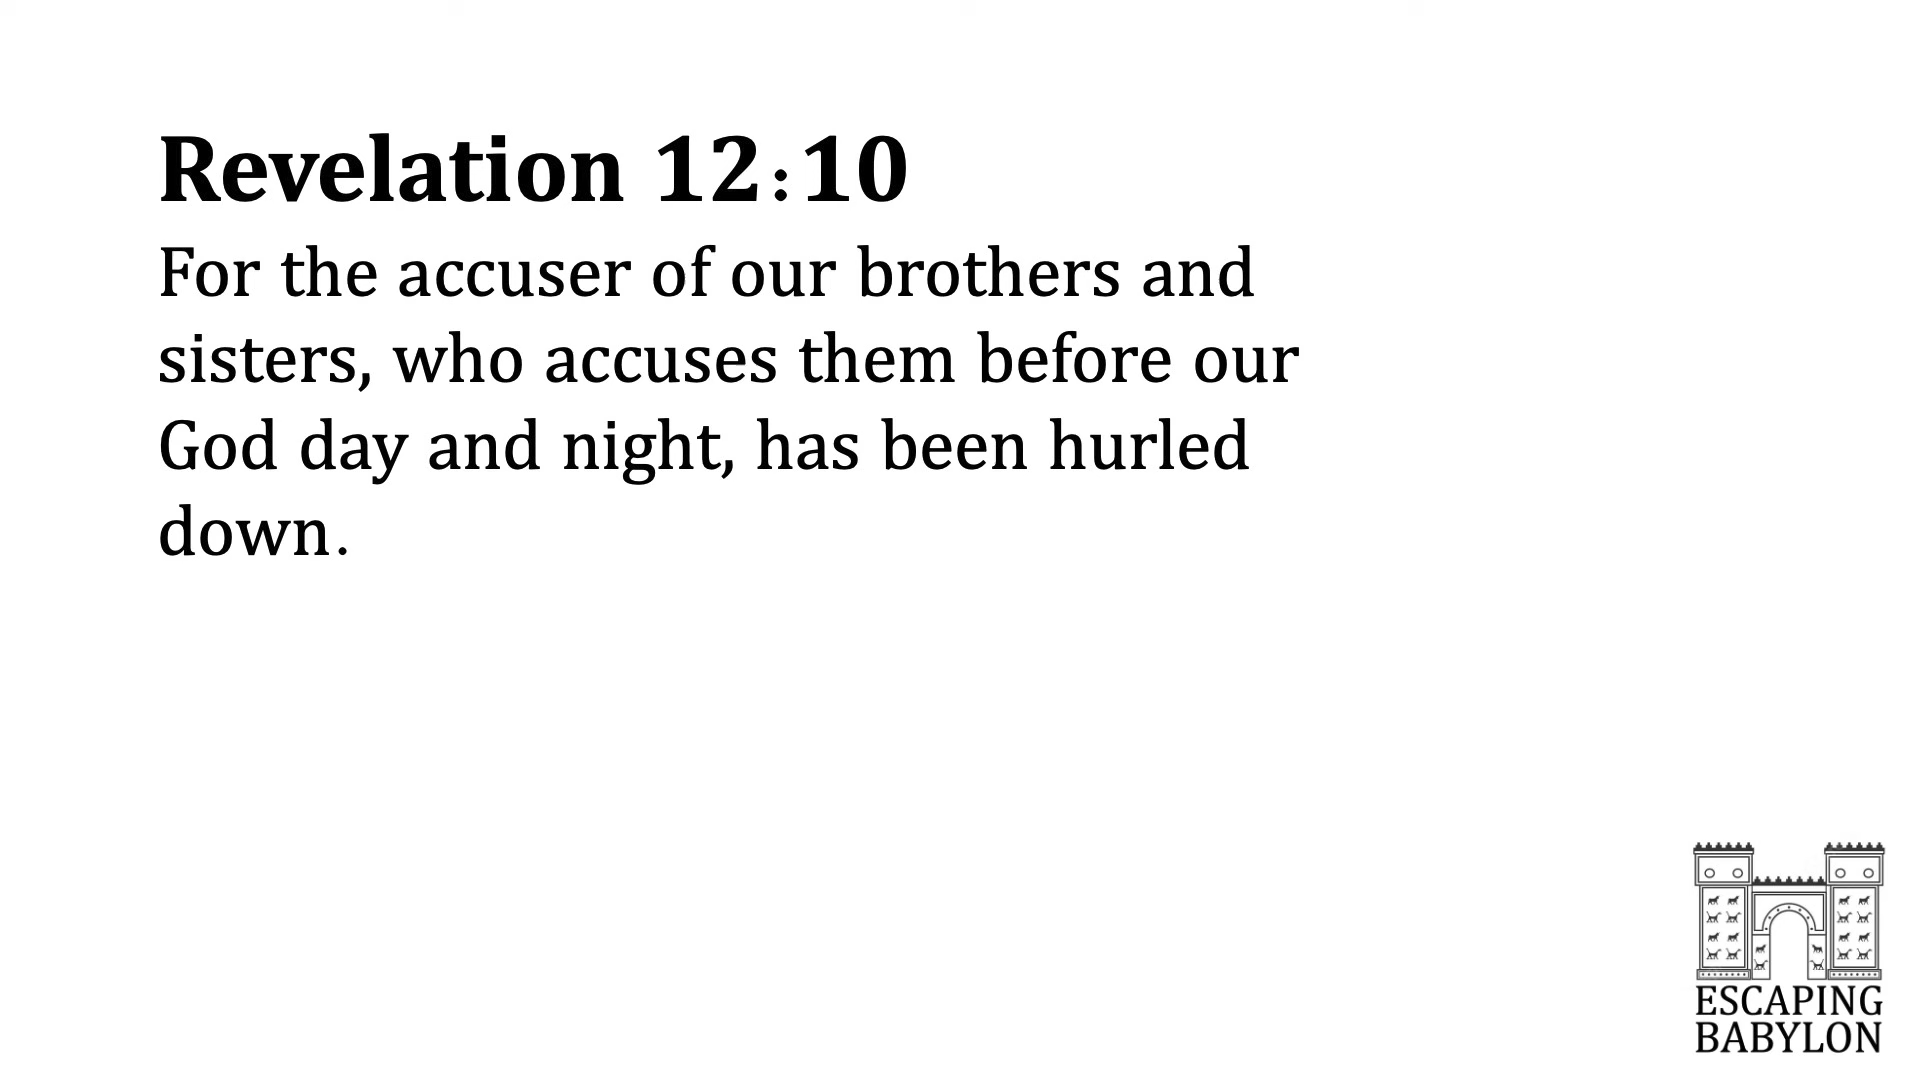 Revelation 12:10
For the accuser of our brothers and
sisters, who accuses them before our
God day and night, has been hurled
down.
ESCAPING
BABYLON